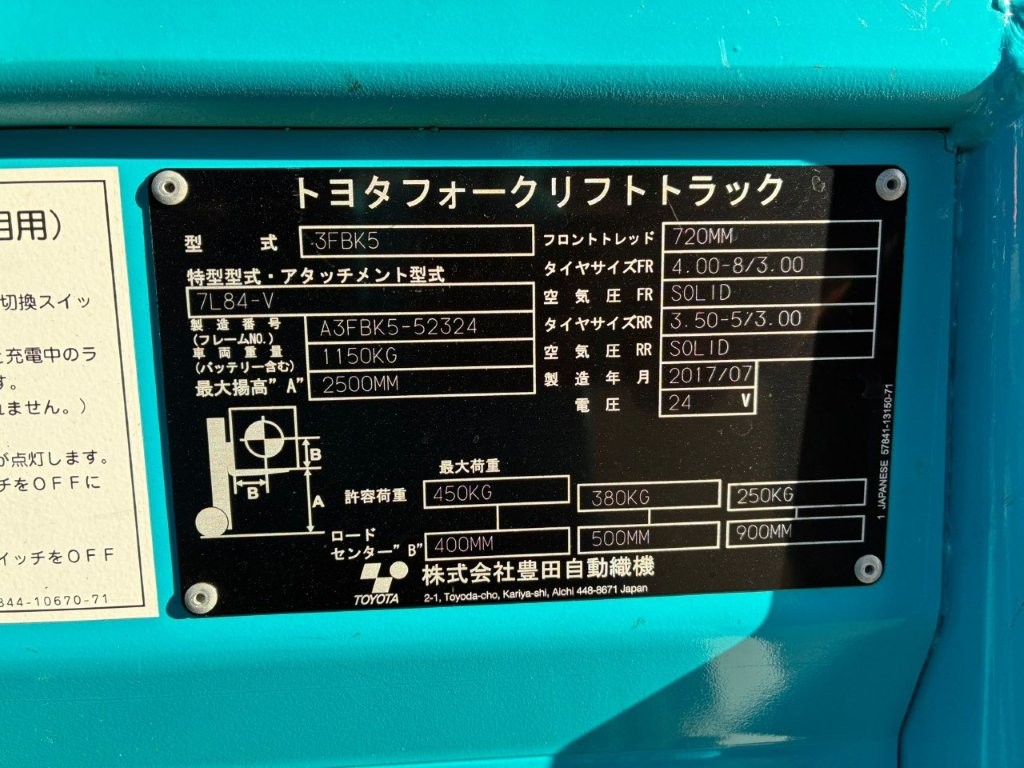 用)
切換スイッ
充電中のラ
す。
れません。)
が点灯します。
チをOFFに
イッチをOFF
844-10670-71
トヨタフォークリフトトラック
型 式 3FBK5
特型型式・アタッチメント型式
7L84-V
製造番号 (フレームNO.) A3FBK5-52324
車両重量 (バッテリー含む) 1150KG
最大揚高"A" 2500MM
フロントトレッド 720MM
タイヤサイズFR 4.00-8/3.00
空気圧 FR SOLID
タイヤサイズRR 3.50-5/3.00
空気圧 RR SOLID
製造年月 2017/07
電圧 24 V
B
B
A
最大荷重
許容荷重 450KG 380KG 250KG
ロードセンター"B" 400MM 500MM 900MM
TOYOTA
株式会社豊田自動織機
2-1, Toyoda-cho, Kariya-shi, Aichi 448-8671 Japan
1 JAPANESE 57841-13150-71